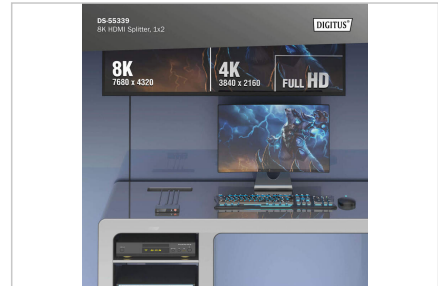 DS-55339
8K HDMI Splitter, 1x2
DIGITUS®
8K
7680 x 4320
4K
3840 x 2160
FULL HD